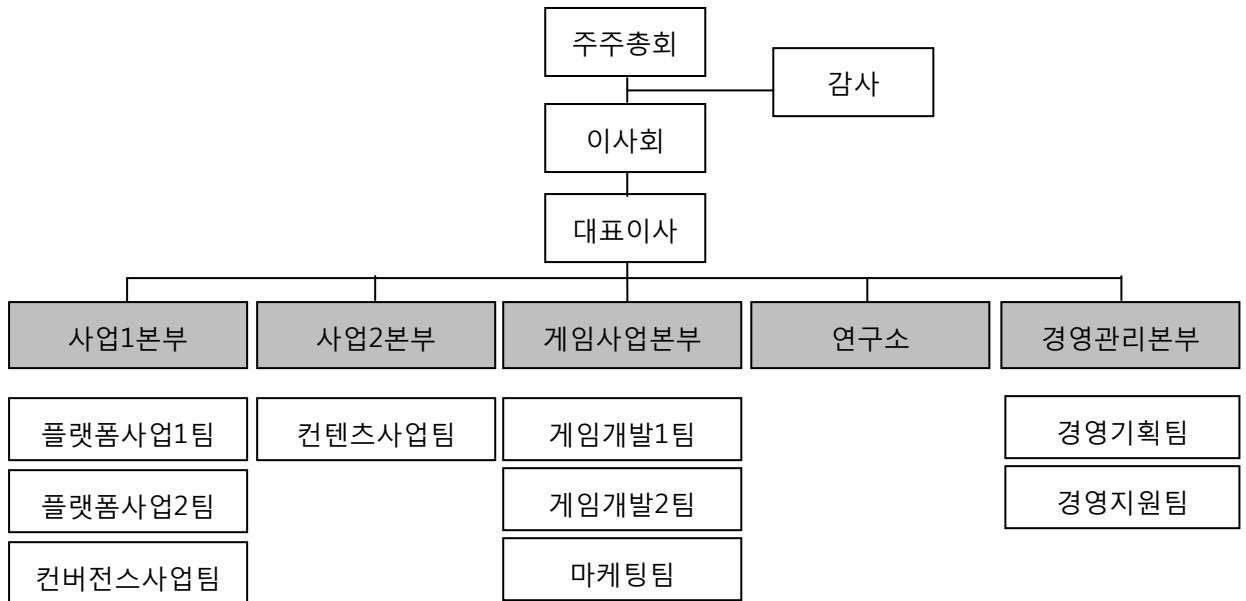 주주총회
감사
이사회
대표이사
사업1본부
사업2본부
게임사업본부
연구소
경영관리본부
플랫폼사업1팀
컨텐츠사업팀
게임개발1팀
경영기획팀
플랫폼사업2팀
게임개발2팀
경영지원팀
컨버전스사업팀
마케팅팀